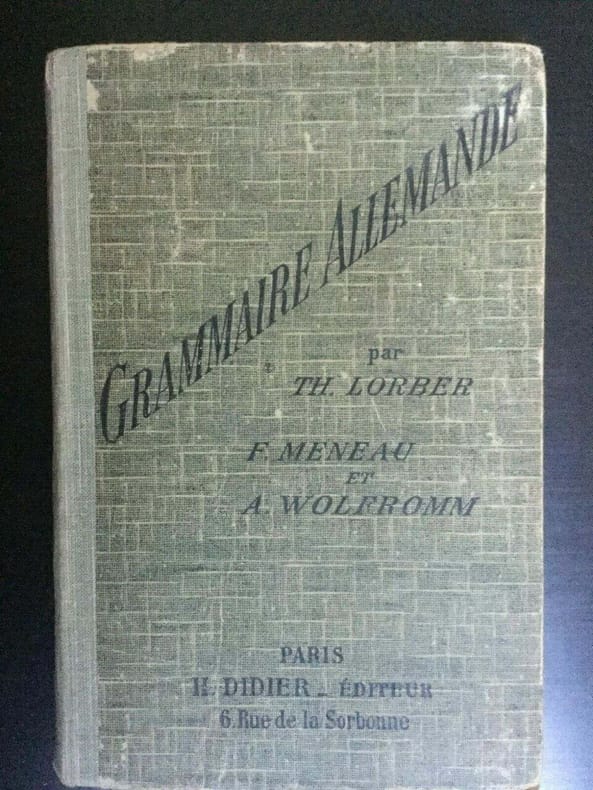 GRAMMAIRE ALLEMANDE
par
TH. LORBER
F. MENEAU
ET
A. WOLFROMM
PARIS
H. DIDIER - ÉDITEUR
6. Rue de la Sorbonne